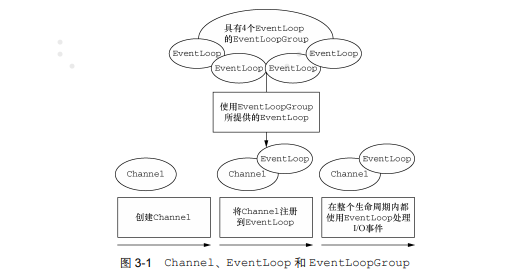 具有4个EventLoop
的EventLoopGroup
EventLoop
EventLoop
EventLoop
EventLoop
使用EventLoopGroup
所提供的EventLoop
Channel
Channel
EventLoop
Channel
EventLoop
创建Channel
将Channel注册
到EventLoop
在整个生命周期内都
使用EventLoop处理
I/O事件
图 3-1 Channel、EventLoop 和 EventLoopGroup